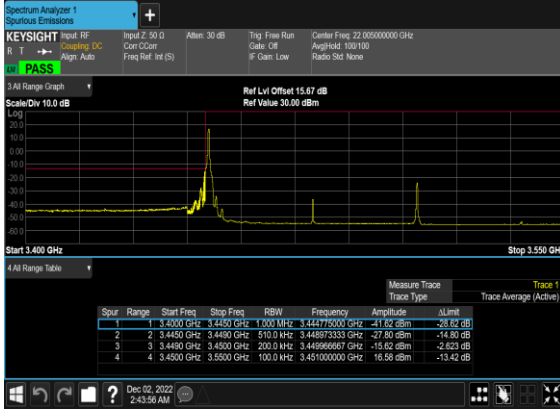 Spectrum Analyzer 1
Spurious Emissions
+
KEYSIGHT Input: RF Input Z: 50 Ω Atten: 30 dB Trig: Free Run Center Freq: 22.005000000 GHz
R T Coupling: DC Corr CCorr Gate: Off Avg|Hold: 100/100
Align: Auto Freq Ref: Int (S) IF Gain: Low Radio Std: None
PASS
3 All Range Graph
Ref Lvl Offset 15.67 dB
Scale/Div 10.0 dB Ref Value 30.00 dBm
Log
20.0
10.0
0.00
-10.0
-20.0
-30.0
-40.0
-50.0
-60.0
Start 3.400 GHz Stop 3.550 GH
4 All Range Table
Measure Trace Trace 1
Trace Type Trace Average (Active)
Spur Range Start Freq Stop Freq RBW Frequency Amplitude ΔLimit
1 1 3.4000 GHz 3.4450 GHz 1.000 MHz 3.444775000 GHz -41.62 dBm -28.62 dB
2 2 3.4450 GHz 3.4490 GHz 510.0 kHz 3.448973333 GHz -27.80 dBm -14.80 dB
3 3 3.4490 GHz 3.4500 GHz 200.0 kHz 3.449966667 GHz -15.62 dBm -2.623 dB
4 4 3.4500 GHz 3.5500 GHz 100.0 kHz 3.451000000 GHz 16.58 dBm -13.42 dB
? Dec 02, 2022
2:43:56 AM